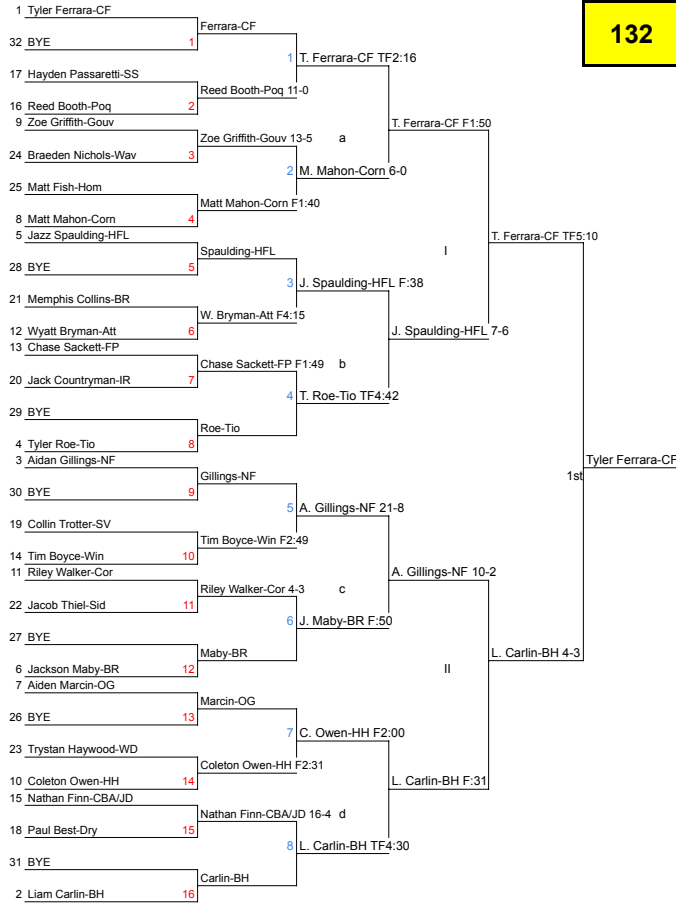 132
1 Tyler Ferrara-CF
32 BYE
1
17 Hayden Passaretti-SS
16 Reed Booth-Poq
2
9 Zoe Griffith-Gouv
24 Braeden Nichols-Wav
3
25 Matt Fish-Hom
8 Matt Mahon-Corn
4
5 Jazz Spaulding-HFL
28 BYE
5
21 Memphis Collins-BR
12 Wyatt Bryman-Att
6
13 Chase Sackett-FP
20 Jack Countryman-IR
7
29 BYE
4 Tyler Roe-Tio
8
3 Aidan Gillings-NF
30 BYE
9
19 Collin Trotter-SV
14 Tim Boyce-Win
10
11 Riley Walker-Cor
22 Jacob Thiel-Sid
11
27 BYE
6 Jackson Maby-BR
12
7 Aiden Marcin-OG
26 BYE
13
23 Trystan Haywood-WD
10 Coleton Owen-HH
14
15 Nathan Finn-CBA/JD
18 Paul Best-Dry
15
31 BYE
2 Liam Carlin-BH
16
Ferrara-CF
Reed Booth-Poq 11-0
1
Zoe Griffith-Gouv 13-5
Matt Mahon-Corn F1:40
2
Spaulding-HFL
W. Bryman-Att F4:15
3
Chase Sackett-FP F1:49
Roe-Tio
4
Gillings-NF
Tim Boyce-Win F2:49
5
Riley Walker-Cor 4-3
Maby-BR
6
Marcin-OG
Coleton Owen-HH F2:31
7
Nathan Finn-CBA/JD 16-4
Carlin-BH
8
T. Ferrara-CF TF2:16
a
M. Mahon-Corn 6-0
J. Spaulding-HFL F:38
b
T. Roe-Tio TF4:42
A. Gillings-NF 21-8
c
J. Maby-BR F:50
C. Owen-HH F2:00
d
L. Carlin-BH TF4:30
T. Ferrara-CF F1:50
I
J. Spaulding-HFL 7-6
A. Gillings-NF 10-2
II
L. Carlin-BH F:31
T. Ferrara-CF TF5:10
L. Carlin-BH 4-3
Tyler Ferrara-CF
1st